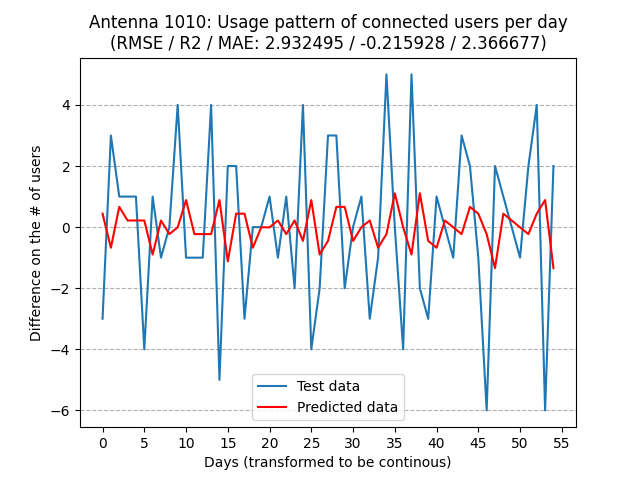 Antenna 1010: Usage pattern of connected users per day
(RMSE / R2 / MAE: 2.932495 / -0.215928 / 2.366677)
Difference on the # of users
4
2
0
−2
−4
−6
Test data
Predicted data
0 5 10 15 20 25 30 35 40 45 50 55
Days (transformed to be continous)